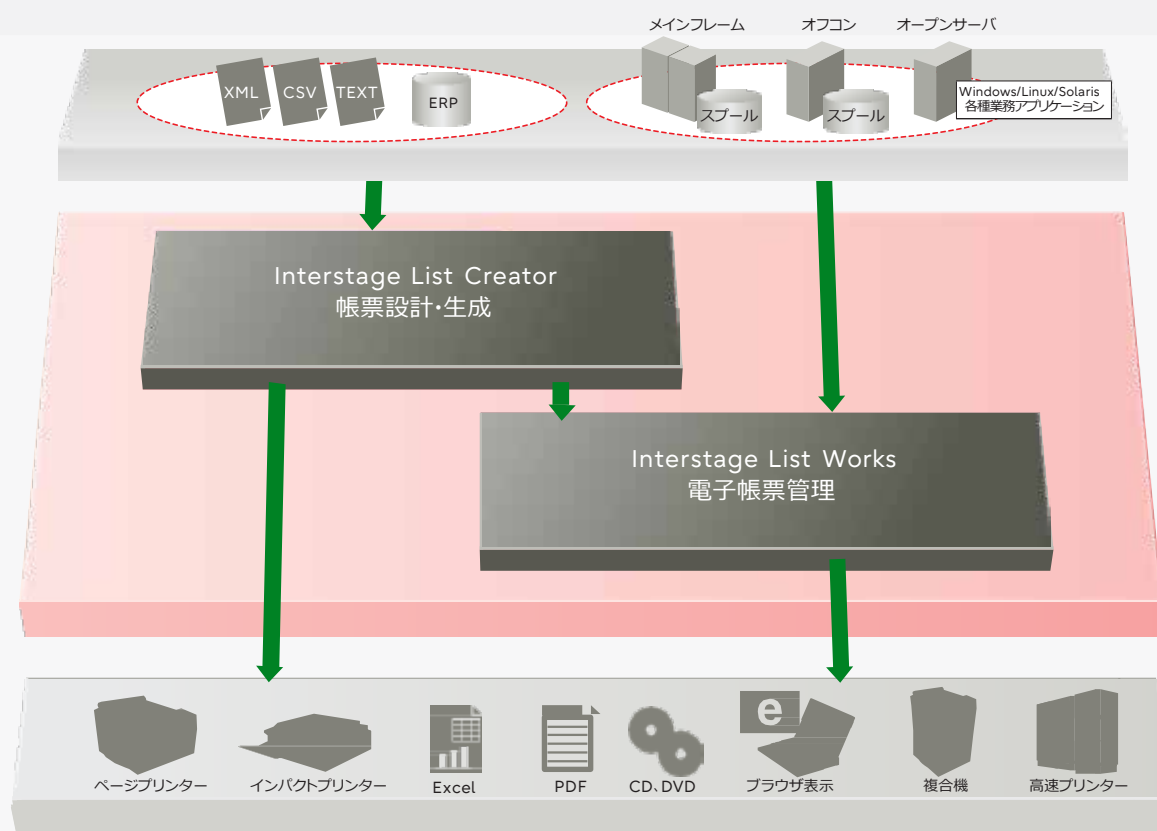 メインフレーム
オフコン
オープンサーバ
XML
CSV
TEXT
ERP
スプール
スプール
Windows/Linux/Solaris
各種業務アプリケーション
Interstage List Creator
帳票設計・生成
Interstage List Works
電子帳票管理
e
ページプリンター
インパクトプリンター
Excel
PDF
CD、DVD
ブラウザ表示
複合機
高速プリンター